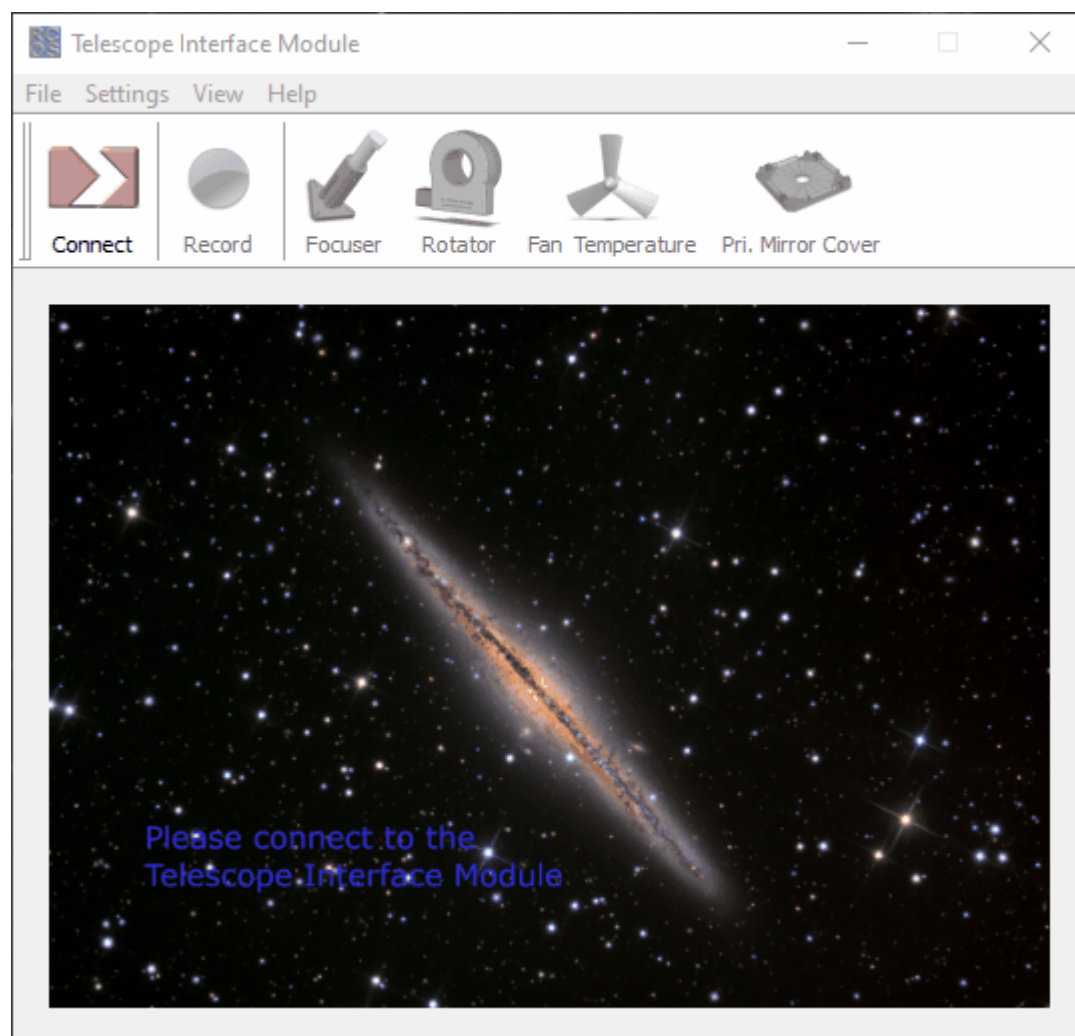 Telescope Interface Module
File Settings View Help
Connect Record Focuser Rotator Fan Temperature Pri. Mirror Cover
Please connect to the
Telescope Interface Module